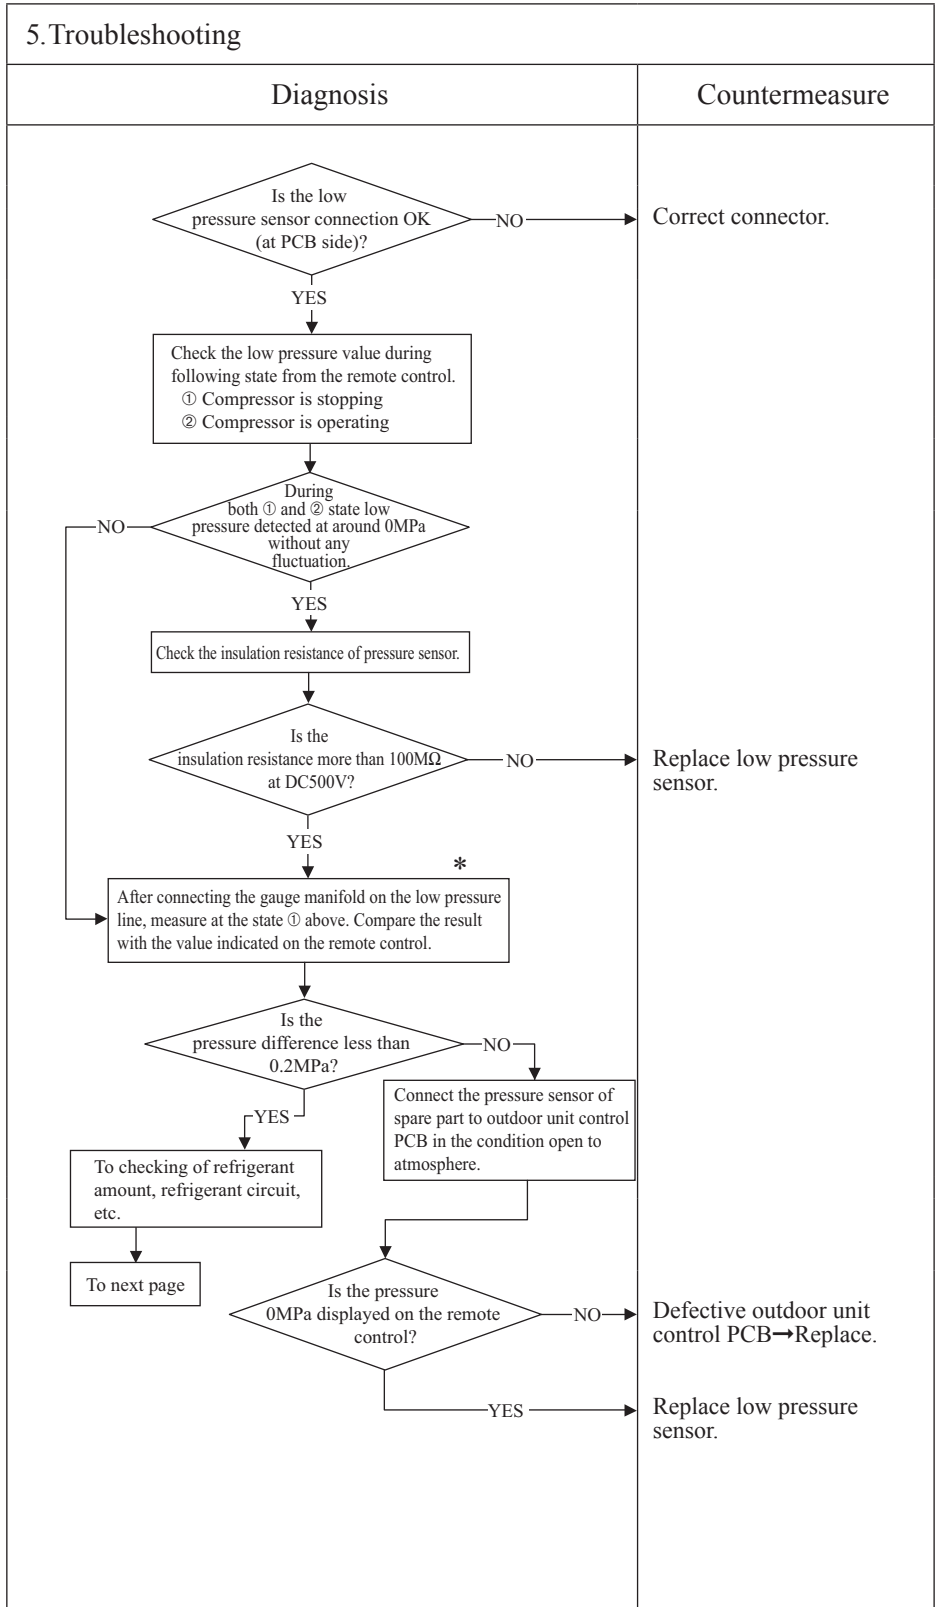 5.Troubleshooting
Diagnosis
Countermeasure
Is the low
pressure sensor connection OK
(at PCB side)?
NO
Correct connector.
YES
Check the low pressure value during
following state from the remote control.
① Compressor is stopping
② Compressor is operating
During
both ① and ② state low
pressure detected at around 0MPa
without any
fluctuation.
NO
YES
Check the insulation resistance of pressure sensor.
Is the
insulation resistance more than 100MΩ
at DC500V?
NO
Replace low pressure
sensor.
YES
*
After connecting the gauge manifold on the low pressure
line, measure at the state ① above. Compare the result
with the value indicated on the remote control.
Is the
pressure difference less than
0.2MPa?
NO
YES
Connect the pressure sensor of
spare part to outdoor unit control
PCB in the condition open to
atmosphere.
To checking of refrigerant
amount, refrigerant circuit,
etc.
To next page
Is the pressure
0MPa displayed on the remote
control?
NO
Defective outdoor unit
control PCB→Replace.
YES
Replace low pressure
sensor.